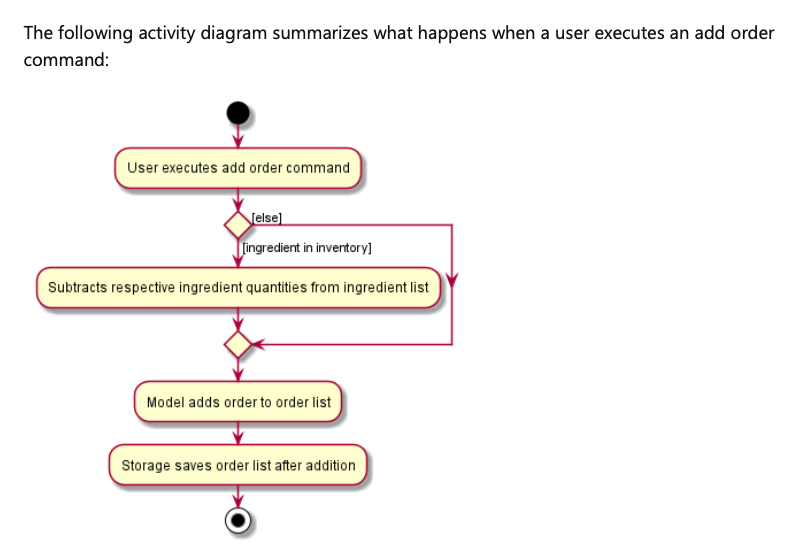 The following activity diagram summarizes what happens when a user executes an add order
command:
User executes add order command
[else]
[ingredient in inventory]
Subtracts respective ingredient quantities from ingredient list
Model adds order to order list
Storage saves order list after addition